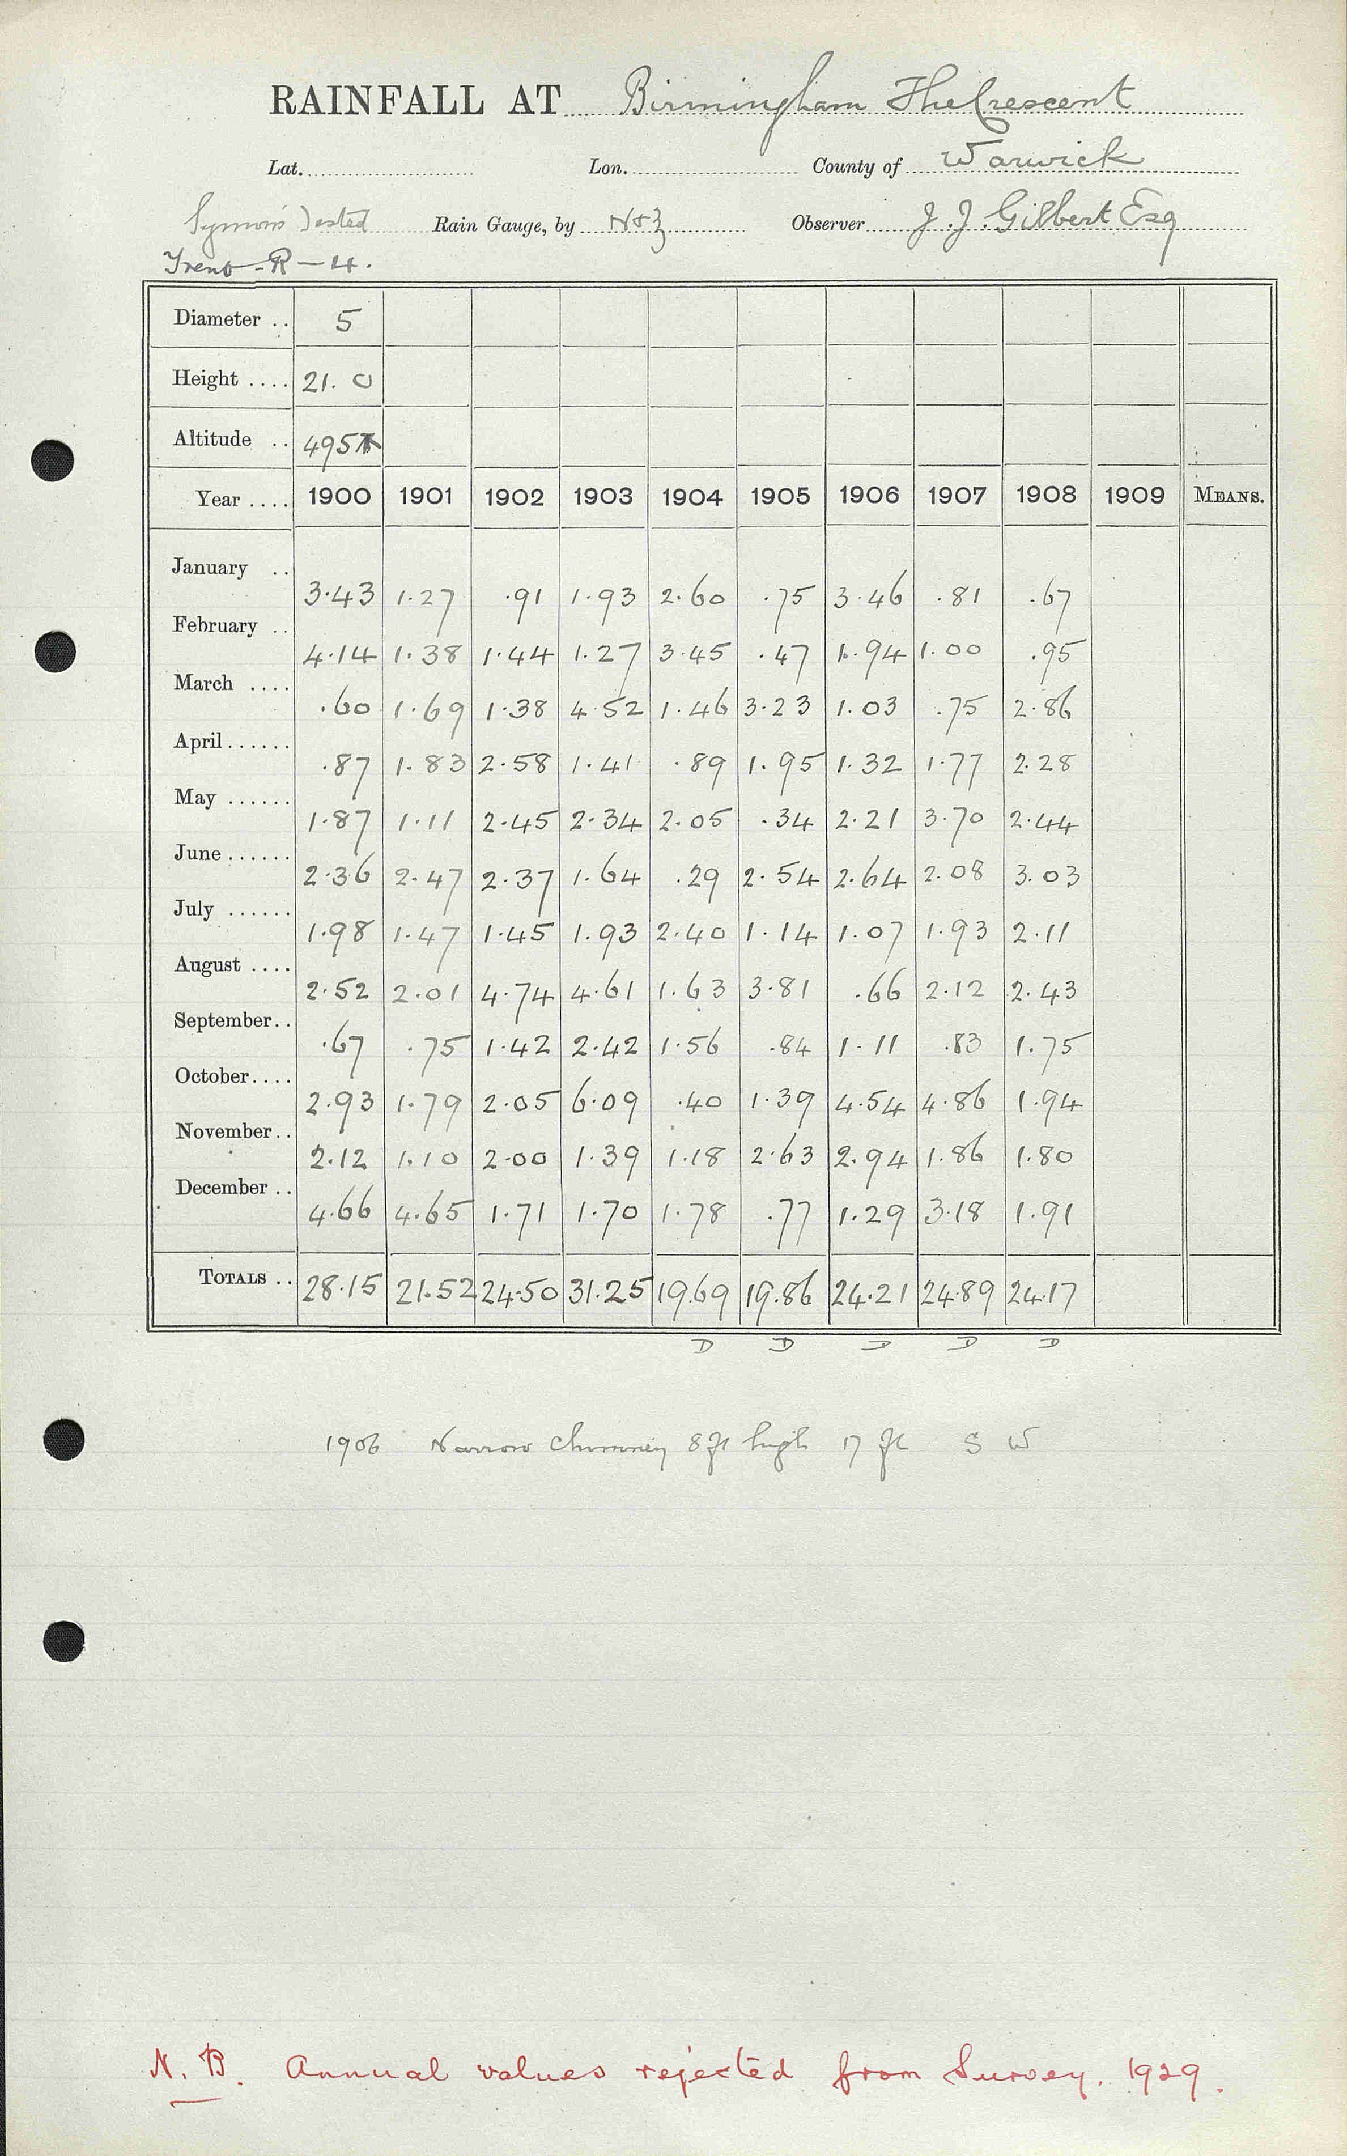 RAINFALL AT Birmingham The Crescent
Lat. Lon. County of Warwick
Symons Tested Rain Gauge, by N&Z Observer J. J. Gilbert Esq
Trent - R - 4.
Diameter .. 5
Height .... 21. 0
Altitude .. 495
Year .... 1900 1901 1902 1903 1904 1905 1906 1907 1908 1909 MEANS.
January .. 3.43 1.27 .91 1.93 2.60 .75 3.46 .81 .67
February .. 4.14 1.38 1.44 1.27 3.45 .47 1.94 1.00 .95
March .... .60 1.69 1.38 4.52 1.46 3.23 1.03 .75 2.86
April...... .87 1.83 2.58 1.41 .89 1.95 1.32 1.77 2.28
May ...... 1.87 1.11 2.45 2.34 2.05 .34 2.21 3.70 2.44
June...... 2.36 2.47 2.37 1.64 .29 2.54 2.64 2.08 3.03
July ...... 1.98 1.47 1.45 1.93 2.40 1.14 1.07 1.93 2.11
August .... 2.52 2.01 4.74 4.61 1.63 3.81 .66 2.12 2.43
September.. .67 .75 1.42 2.42 1.56 .84 1.11 .83 1.75
October.... 2.93 1.79 2.05 6.09 .40 1.39 4.54 4.86 1.94
November.. 2.12 1.10 2.00 1.39 1.18 2.63 2.94 1.86 1.80
December .. 4.66 4.65 1.71 1.70 1.78 .77 1.29 3.18 1.91
TOTALS .. 28.15 21.52 24.50 31.25 19.69 19.86 24.21 24.89 24.17
D D D D D
1906 Narrow chimney 8 ft high 17 ft S W
N. B. Annual values rejected from Survey. 1929.